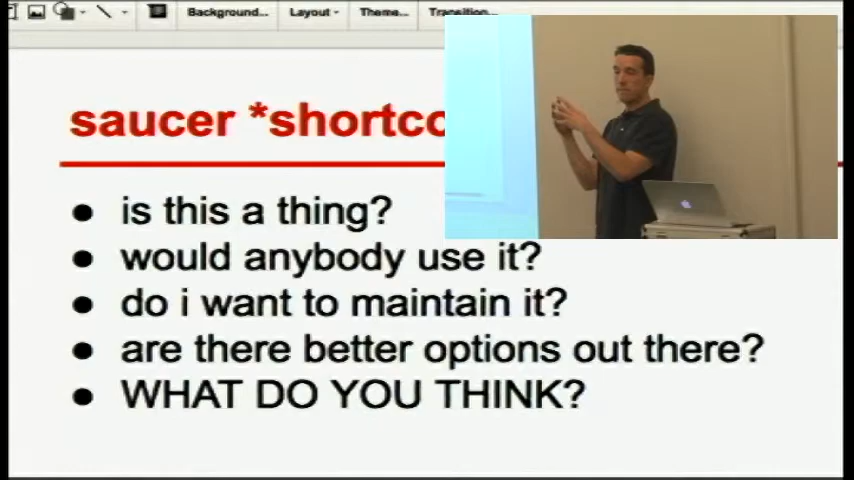 Background... Layout Theme... Transition...
saucer *shortco
is this a thing?
would anybody use it?
do i want to maintain it?
are there better options out there?
WHAT DO YOU THINK?